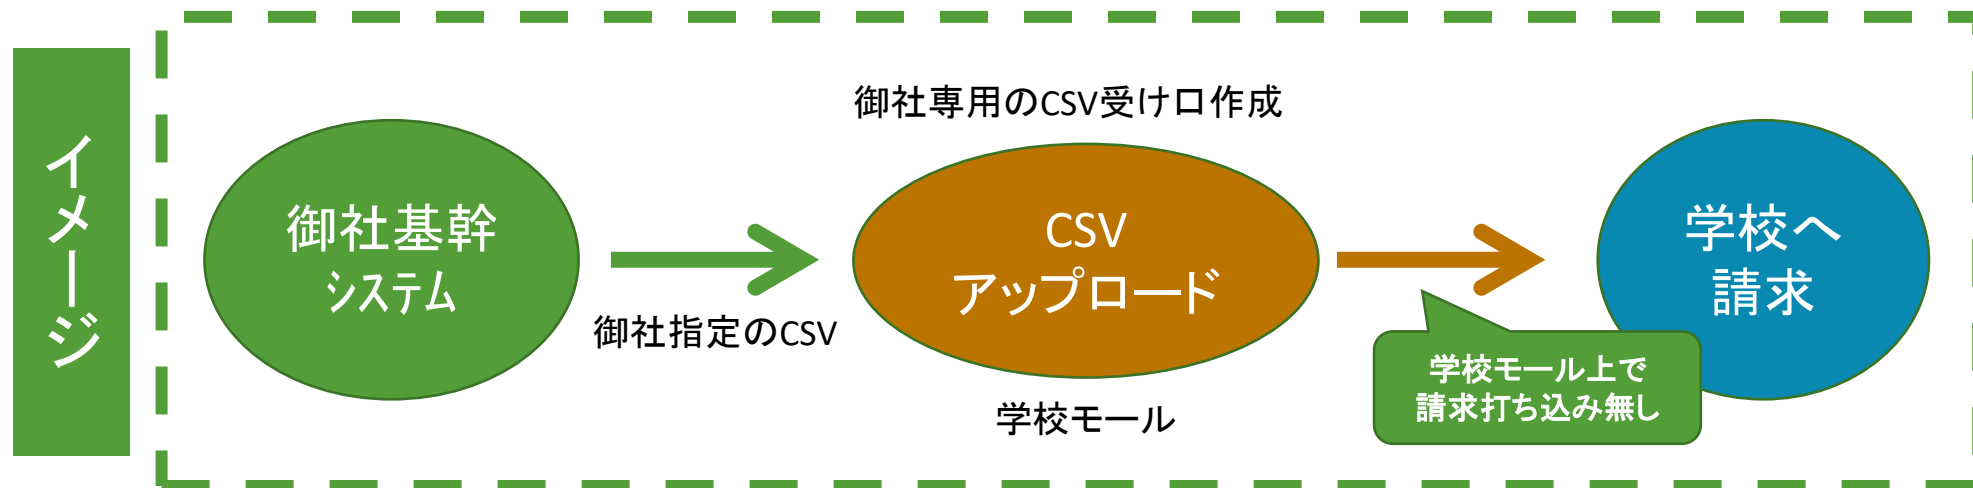 イメージ
御社専用のCSV受け口作成
御社基幹
システム
御社指定のCSV
CSV
アップロード
学校モール
学校へ
請求
学校モール上で
請求打ち込み無し